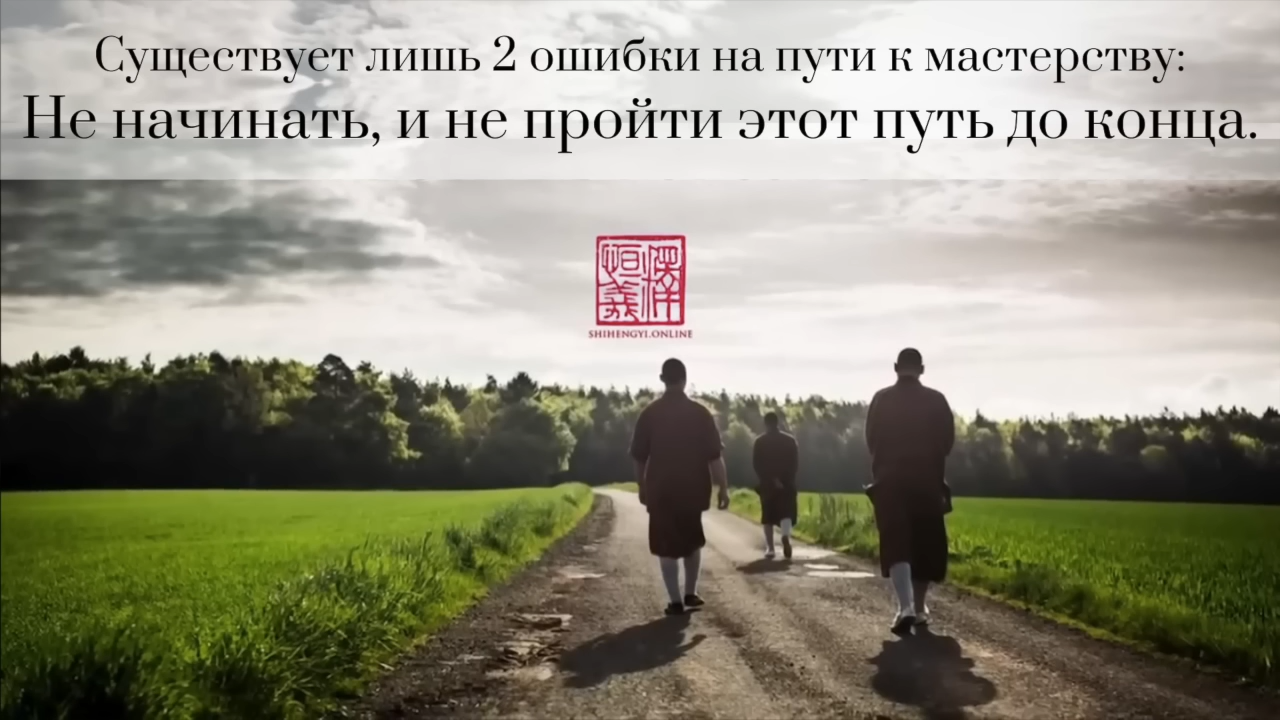 Существует лишь 2 ошибки на пути к мастерству:
Не начинать, и не пройти этот путь до конца.
SHIHENGYI.ONLINE